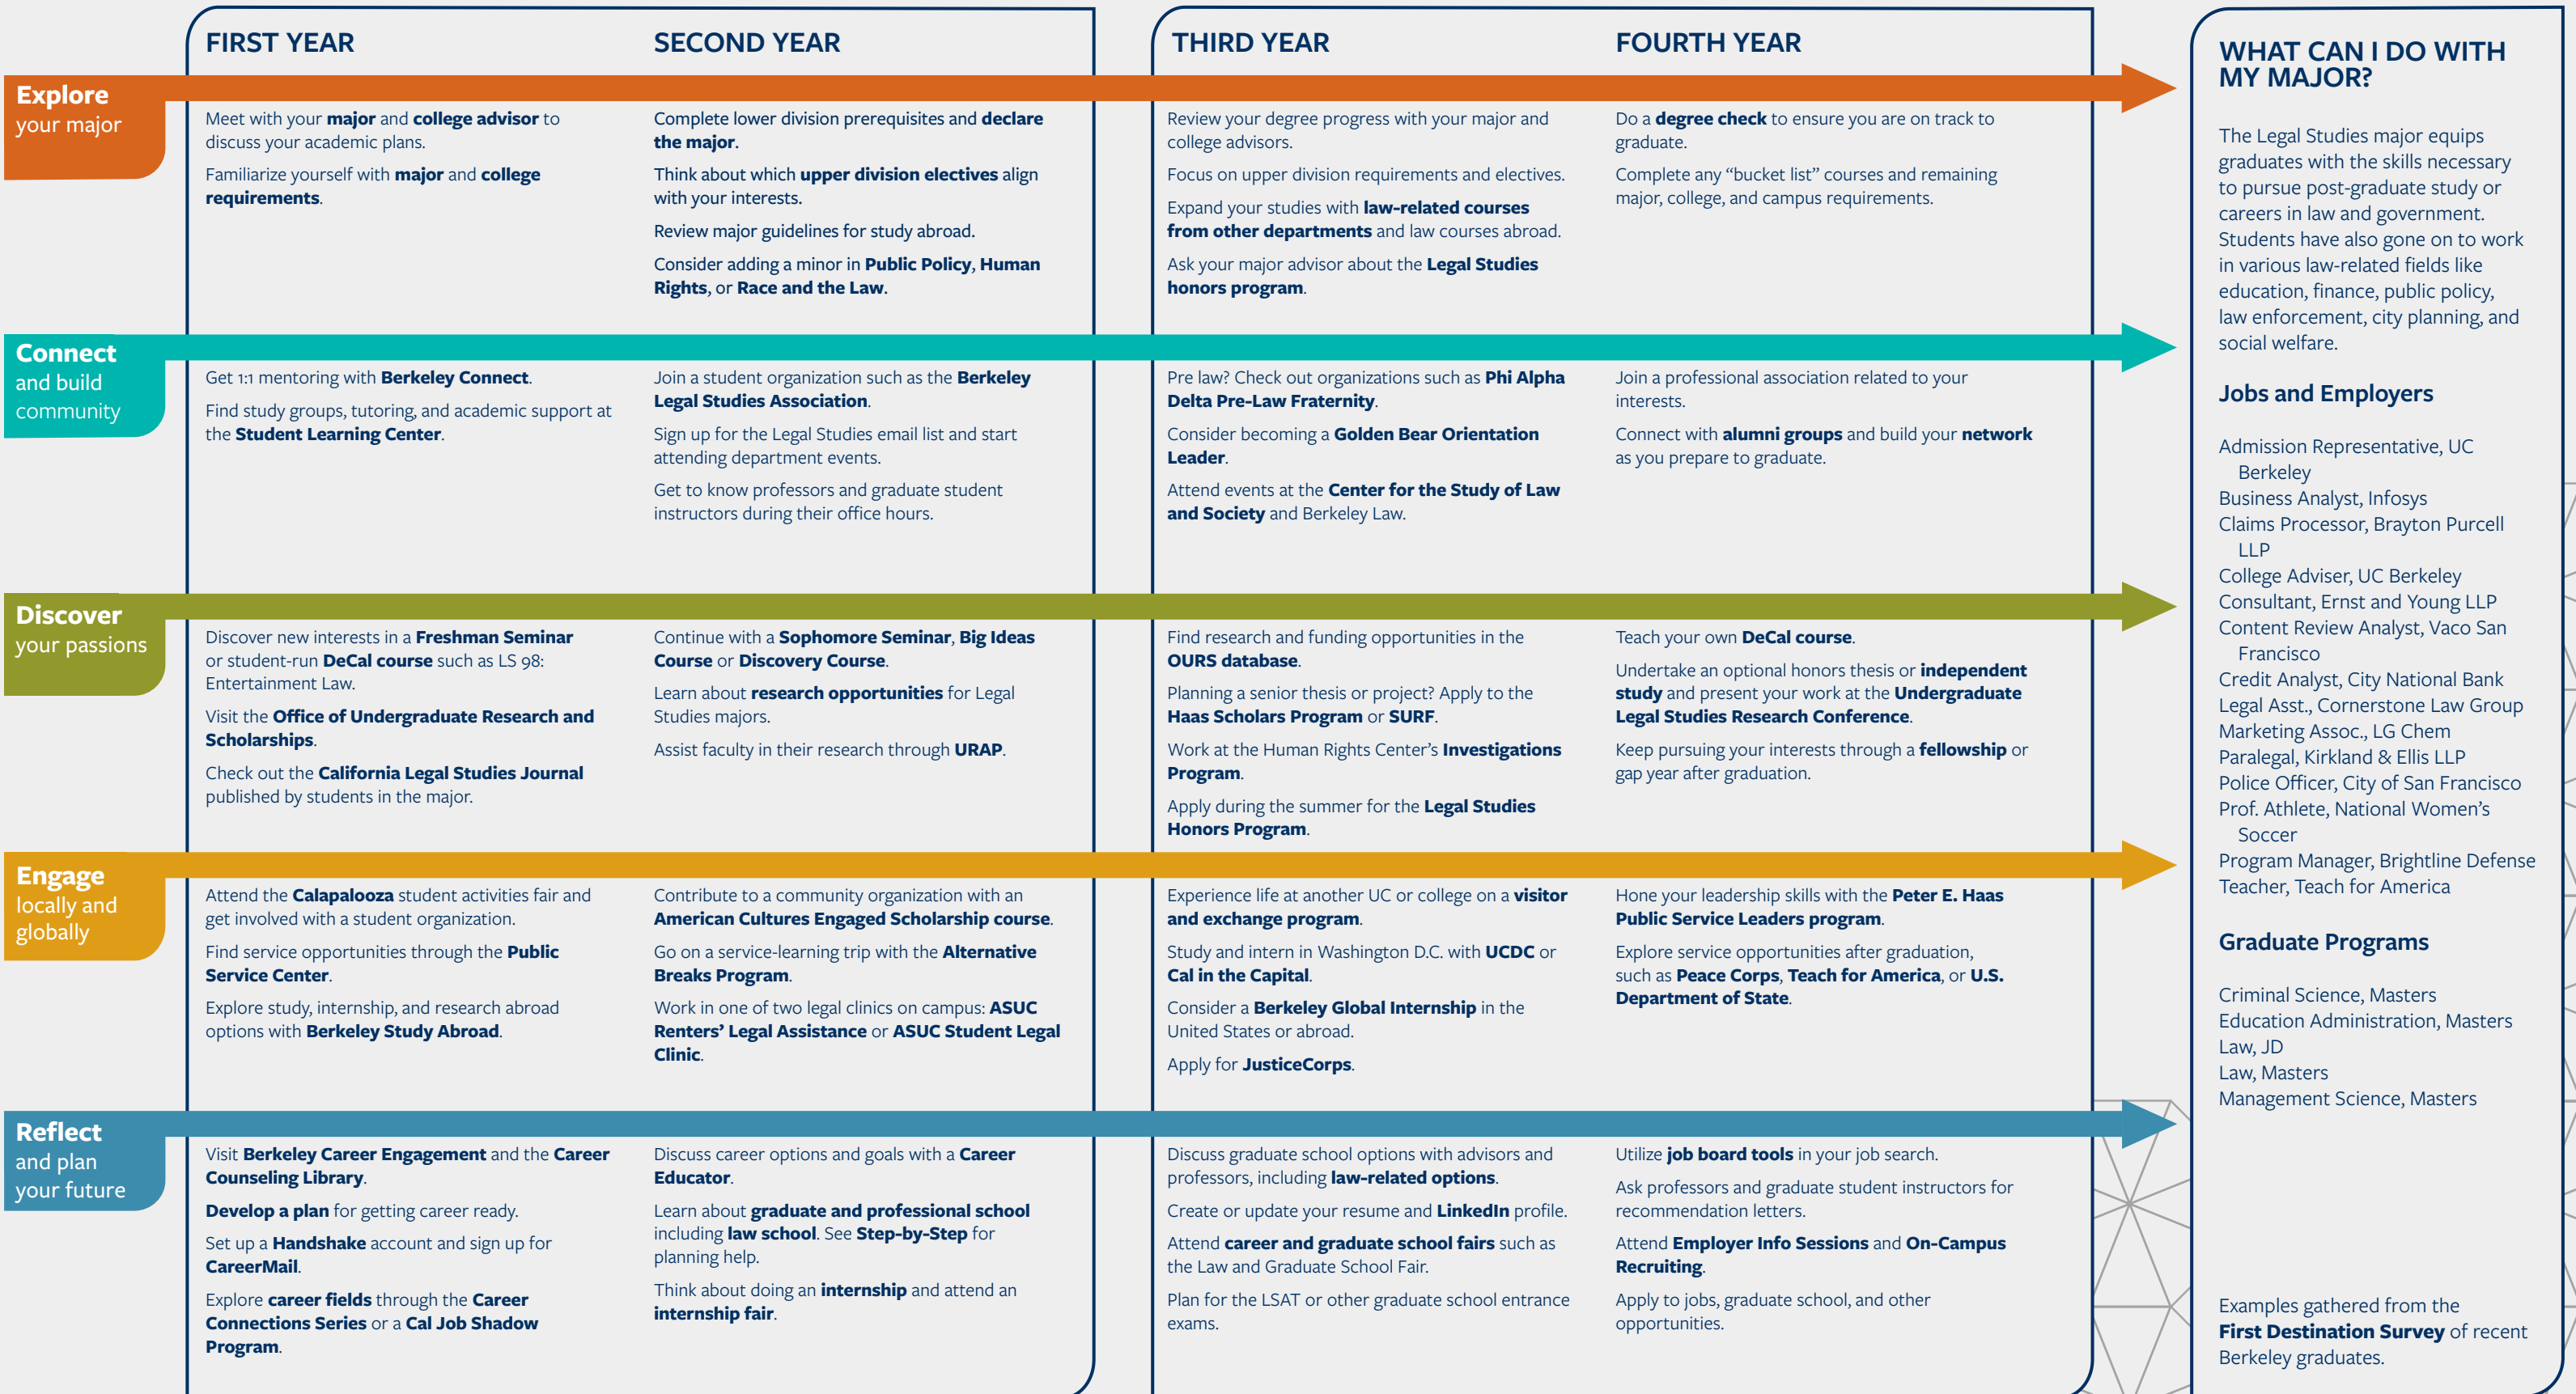 FIRST YEAR
SECOND YEAR
THIRD YEAR
FOURTH YEAR
Explore
your major
Meet with your major and college advisor to
discuss your academic plans.
Familiarize yourself with major and college
requirements.
Complete lower division prerequisites and declare
the major.
Think about which upper division electives align
with your interests.
Review major guidelines for study abroad.
Consider adding a minor in Public Policy, Human
Rights, or Race and the Law.
Review your degree progress with your major and
college advisors.
Focus on upper division requirements and electives.
Expand your studies with law-related courses
from other departments and law courses abroad.
Ask your major advisor about the Legal Studies
honors program.
Do a degree check to ensure you are on track to
graduate.
Complete any “bucket list” courses and remaining
major, college, and campus requirements.
Connect
and build
community
Get 1:1 mentoring with Berkeley Connect.
Find study groups, tutoring, and academic support at
the Student Learning Center.
Join a student organization such as the Berkeley
Legal Studies Association.
Sign up for the Legal Studies email list and start
attending department events.
Get to know professors and graduate student
instructors during their office hours.
Pre law? Check out organizations such as Phi Alpha
Delta Pre-Law Fraternity.
Consider becoming a Golden Bear Orientation
Leader.
Attend events at the Center for the Study of Law
and Society and Berkeley Law.
Join a professional association related to your
interests.
Connect with alumni groups and build your network
as you prepare to graduate.
Discover
your passions
Discover new interests in a Freshman Seminar
or student-run DeCal course such as LS 98:
Entertainment Law.
Visit the Office of Undergraduate Research and
Scholarships.
Check out the California Legal Studies Journal
published by students in the major.
Continue with a Sophomore Seminar, Big Ideas
Course or Discovery Course.
Learn about research opportunities for Legal
Studies majors.
Assist faculty in their research through URAP.
Find research and funding opportunities in the
OURS database.
Planning a senior thesis or project? Apply to the
Haas Scholars Program or SURF.
Work at the Human Rights Center’s Investigations
Program.
Apply during the summer for the Legal Studies
Honors Program.
Teach your own DeCal course.
Undertake an optional honors thesis or independent
study and present your work at the Undergraduate
Legal Studies Research Conference.
Keep pursuing your interests through a fellowship or
gap year after graduation.
Engage
locally and
globally
Attend the Calapalooza student activities fair and
get involved with a student organization.
Find service opportunities through the Public
Service Center.
Explore study, internship, and research abroad
options with Berkeley Study Abroad.
Contribute to a community organization with an
American Cultures Engaged Scholarship course.
Go on a service-learning trip with the Alternative
Breaks Program.
Work in one of two legal clinics on campus: ASUC
Renters’ Legal Assistance or ASUC Student Legal
Clinic.
Experience life at another UC or college on a visitor
and exchange program.
Study and intern in Washington D.C. with UCDC or
Cal in the Capital.
Consider a Berkeley Global Internship in the
United States or abroad.
Apply for JusticeCorps.
Hone your leadership skills with the Peter E. Haas
Public Service Leaders program.
Explore service opportunities after graduation,
such as Peace Corps, Teach for America, or U.S.
Department of State.
Reflect
and plan
your future
Visit Berkeley Career Engagement and the Career
Counseling Library.
Develop a plan for getting career ready.
Set up a Handshake account and sign up for
CareerMail.
Explore career fields through the Career
Connections Series or a Cal Job Shadow
Program.
Discuss career options and goals with a Career
Educator.
Learn about graduate and professional school
including law school. See Step-by-Step for
planning help.
Think about doing an internship and attend an
internship fair.
Discuss graduate school options with advisors and
professors, including law-related options.
Create or update your resume and LinkedIn profile.
Attend career and graduate school fairs such as
the Law and Graduate School Fair.
Plan for the LSAT or other graduate school entrance
exams.
Utilize job board tools in your job search.
Ask professors and graduate student instructors for
recommendation letters.
Attend Employer Info Sessions and On-Campus
Recruiting.
Apply to jobs, graduate school, and other
opportunities.
WHAT CAN I DO WITH
MY MAJOR?
The Legal Studies major equips
graduates with the skills necessary
to pursue post-graduate study or
careers in law and government.
Students have also gone on to work
in various law-related fields like
education, finance, public policy,
law enforcement, city planning, and
social welfare.
Jobs and Employers
Admission Representative, UC
Berkeley
Business Analyst, Infosys
Claims Processor, Brayton Purcell
LLP
College Adviser, UC Berkeley
Consultant, Ernst and Young LLP
Content Review Analyst, Vaco San
Francisco
Credit Analyst, City National Bank
Legal Asst., Cornerstone Law Group
Marketing Assoc., LG Chem
Paralegal, Kirkland & Ellis LLP
Police Officer, City of San Francisco
Prof. Athlete, National Women’s
Soccer
Program Manager, Brightline Defense
Teacher, Teach for America
Graduate Programs
Criminal Science, Masters
Education Administration, Masters
Law, JD
Law, Masters
Management Science, Masters
Examples gathered from the
First Destination Survey of recent
Berkeley graduates.